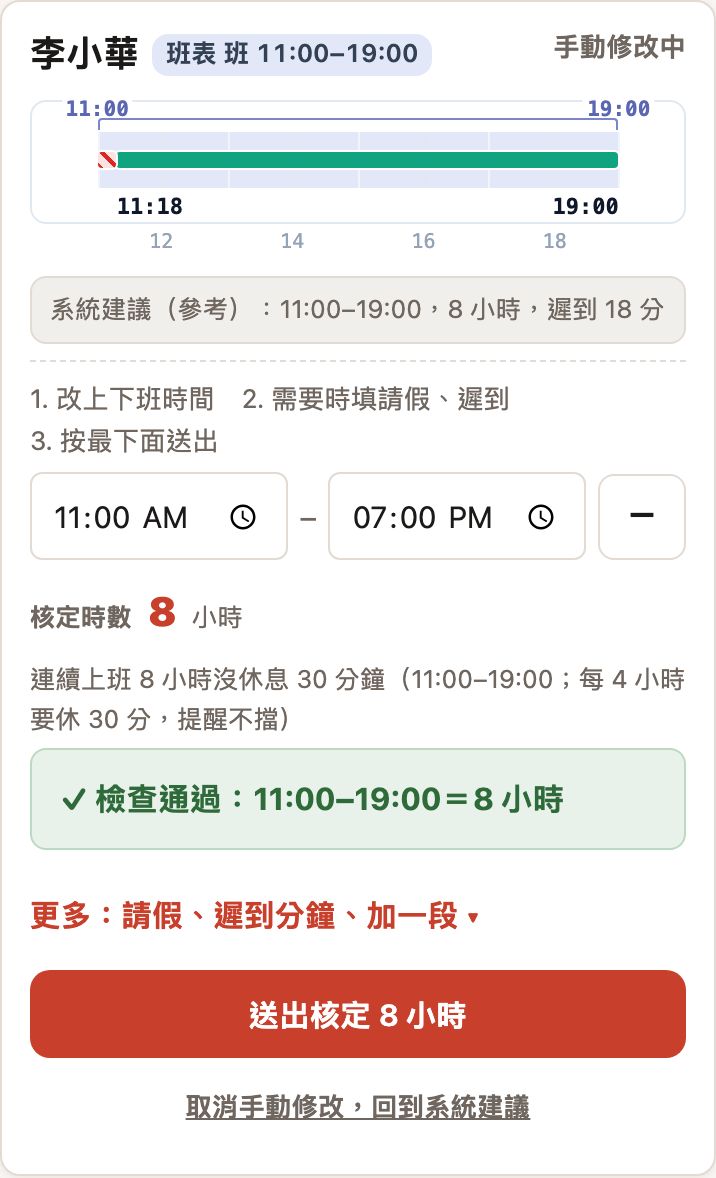 李小華 班表 班 11:00–19:00 手動修改中
11:00 19:00
11:18 19:00
12 14 16 18
系統建議（參考）：11:00–19:00，8 小時，遲到 18 分
1. 改上下班時間 2. 需要時填請假、遲到
3. 按最下面送出
11:00 AM – 07:00 PM −
核定時數 8 小時
連續上班 8 小時沒休息 30 分鐘（11:00–19:00；每 4 小時
要休 30 分，提醒不擋）
✓ 檢查通過：11:00–19:00＝8 小時
更多：請假、遲到分鐘、加一段 ▾
送出核定 8 小時
取消手動修改，回到系統建議